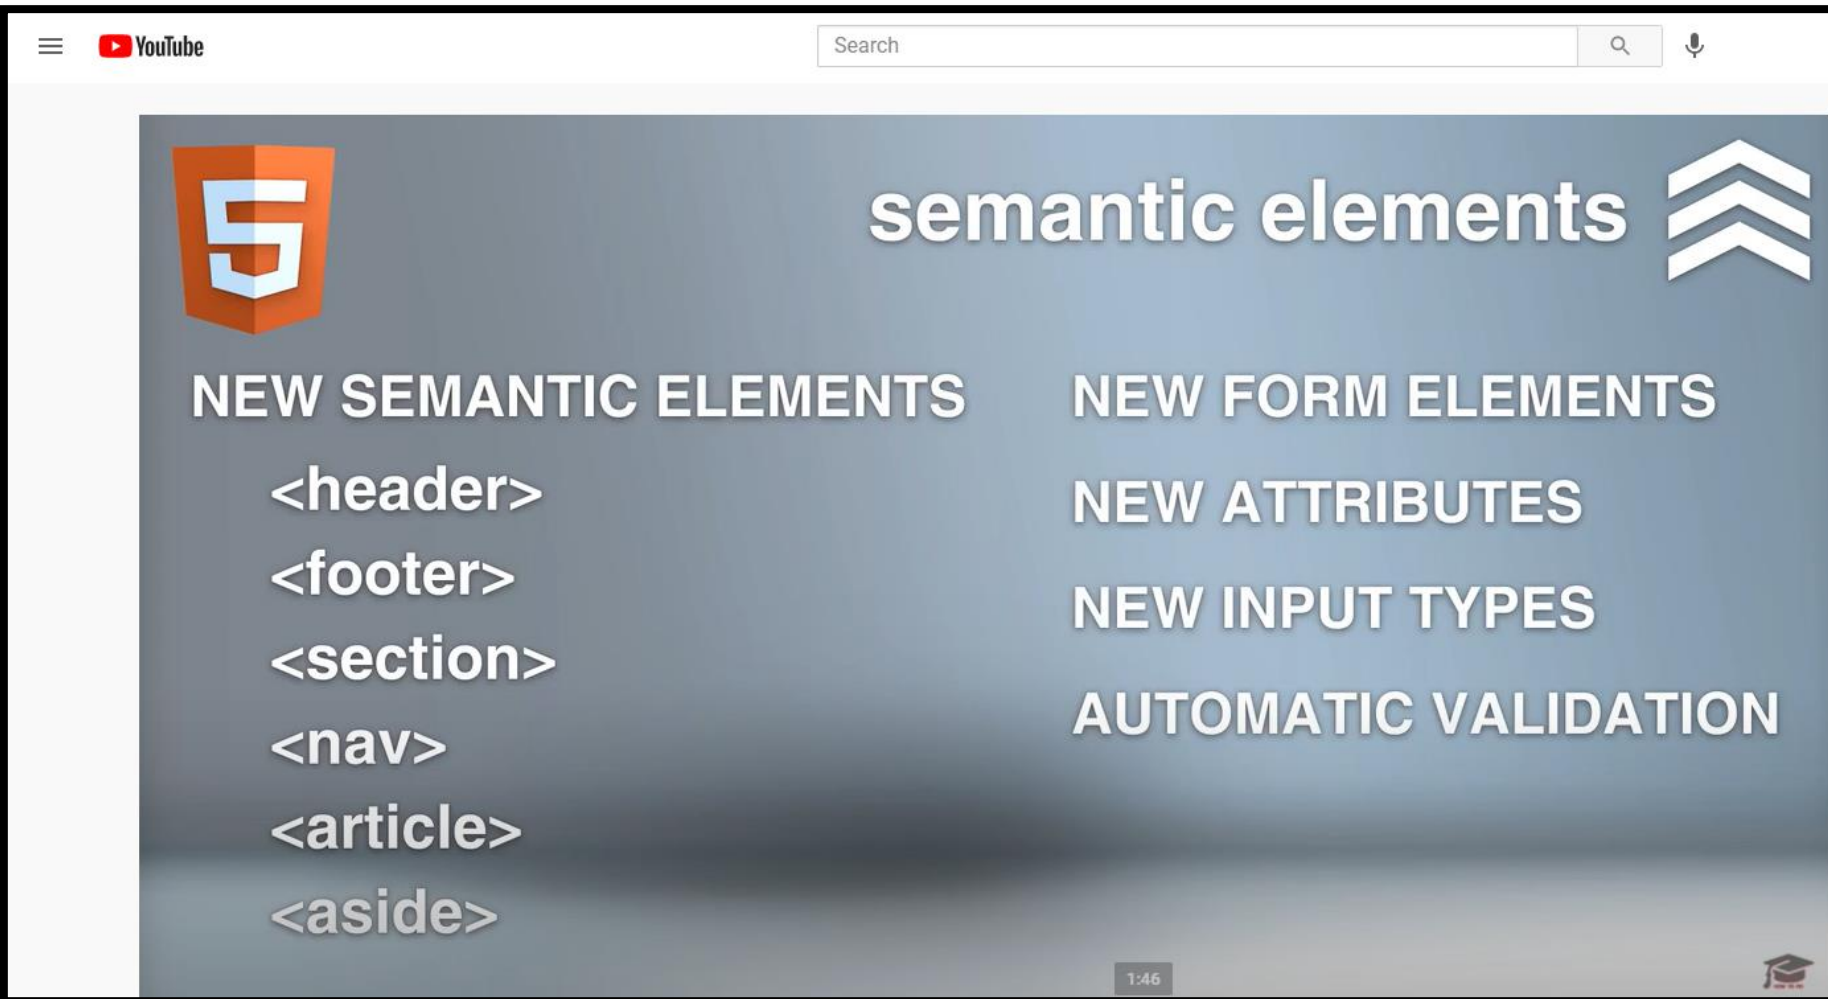 YouTube
Search
5
semantic elements
NEW SEMANTIC ELEMENTS
<header>
<footer>
<section>
<nav>
<article>
<aside>
NEW FORM ELEMENTS
NEW ATTRIBUTES
NEW INPUT TYPES
AUTOMATIC VALIDATION
1:46